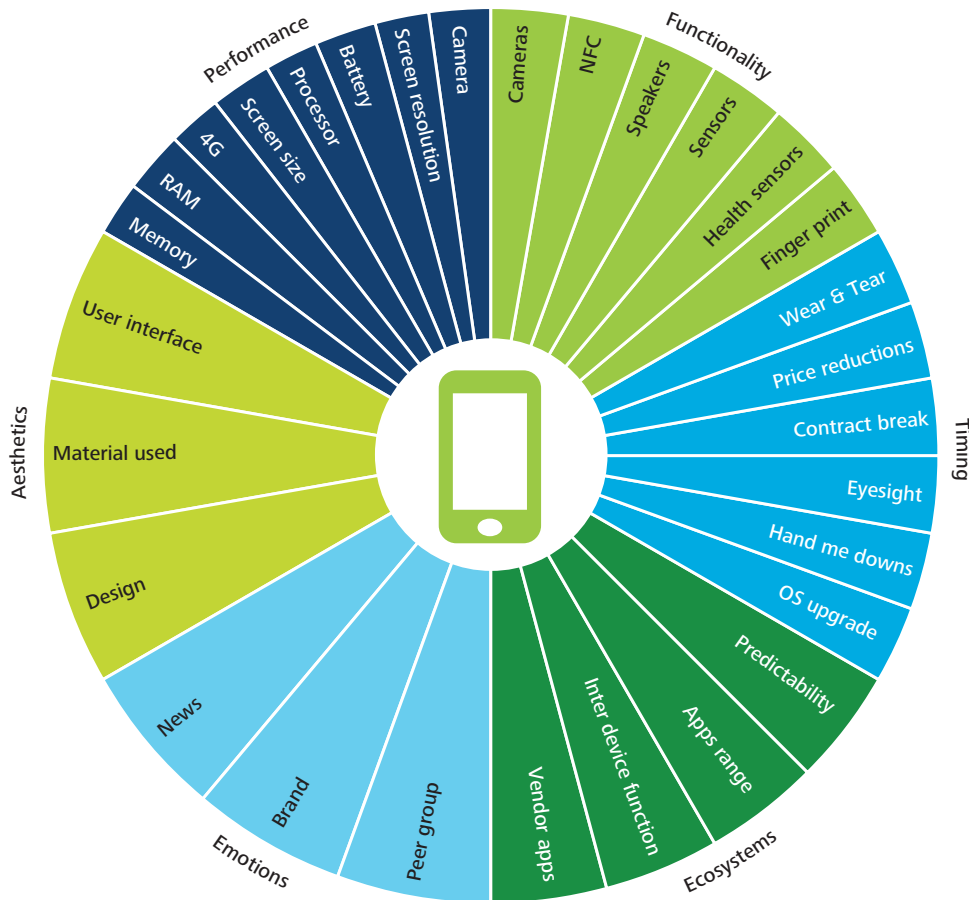 Performance
Memory
RAM
4G
Screen size
Processor
Battery
Screen resolution
Camera
Functionality
Cameras
NFC
Speakers
Sensors
Health sensors
Finger print
Timing
Wear & Tear
Price reductions
Contract break
Eyesight
Hand me downs
OS upgrade
Ecosystems
Predictability
Apps range
Inter device function
Vendor apps
Emotions
Peer group
Brand
News
Aesthetics
Design
Material used
User interface